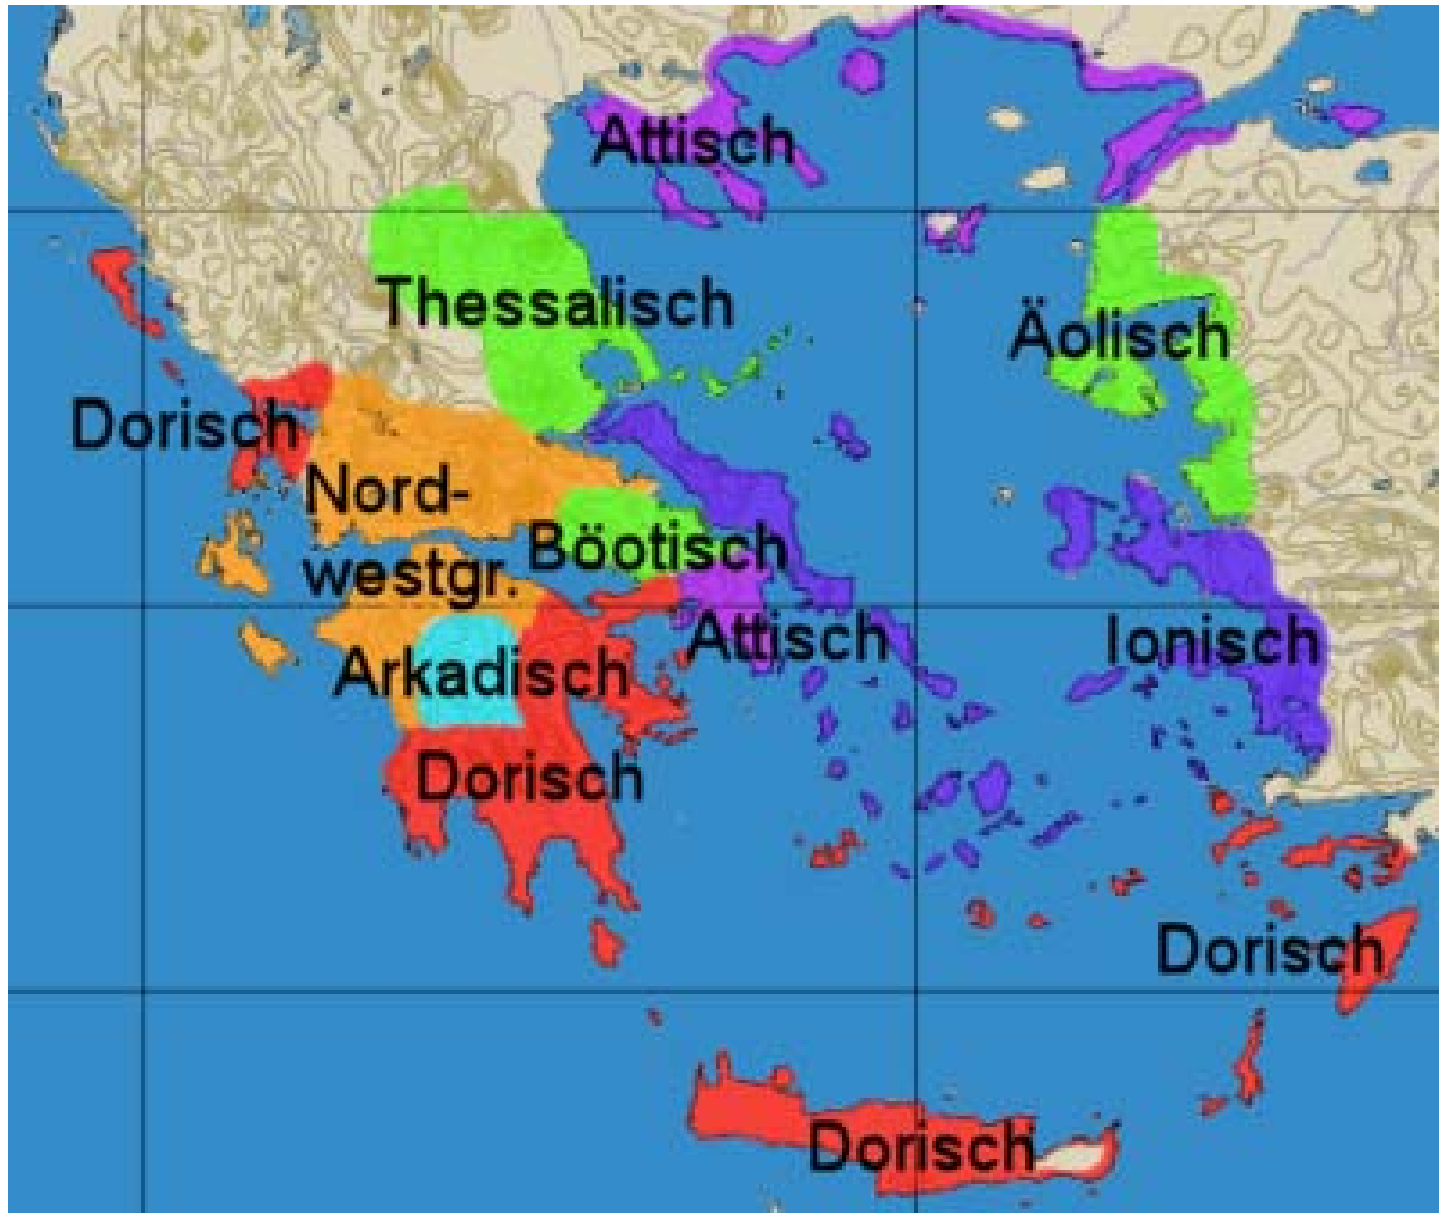 Attisch
Thessalisch
Äolisch
Dorisch
Nord-
westgr.
Böotisch
Attisch
Ionisch
Arkadisch
Dorisch
Dorisch
Dorisch